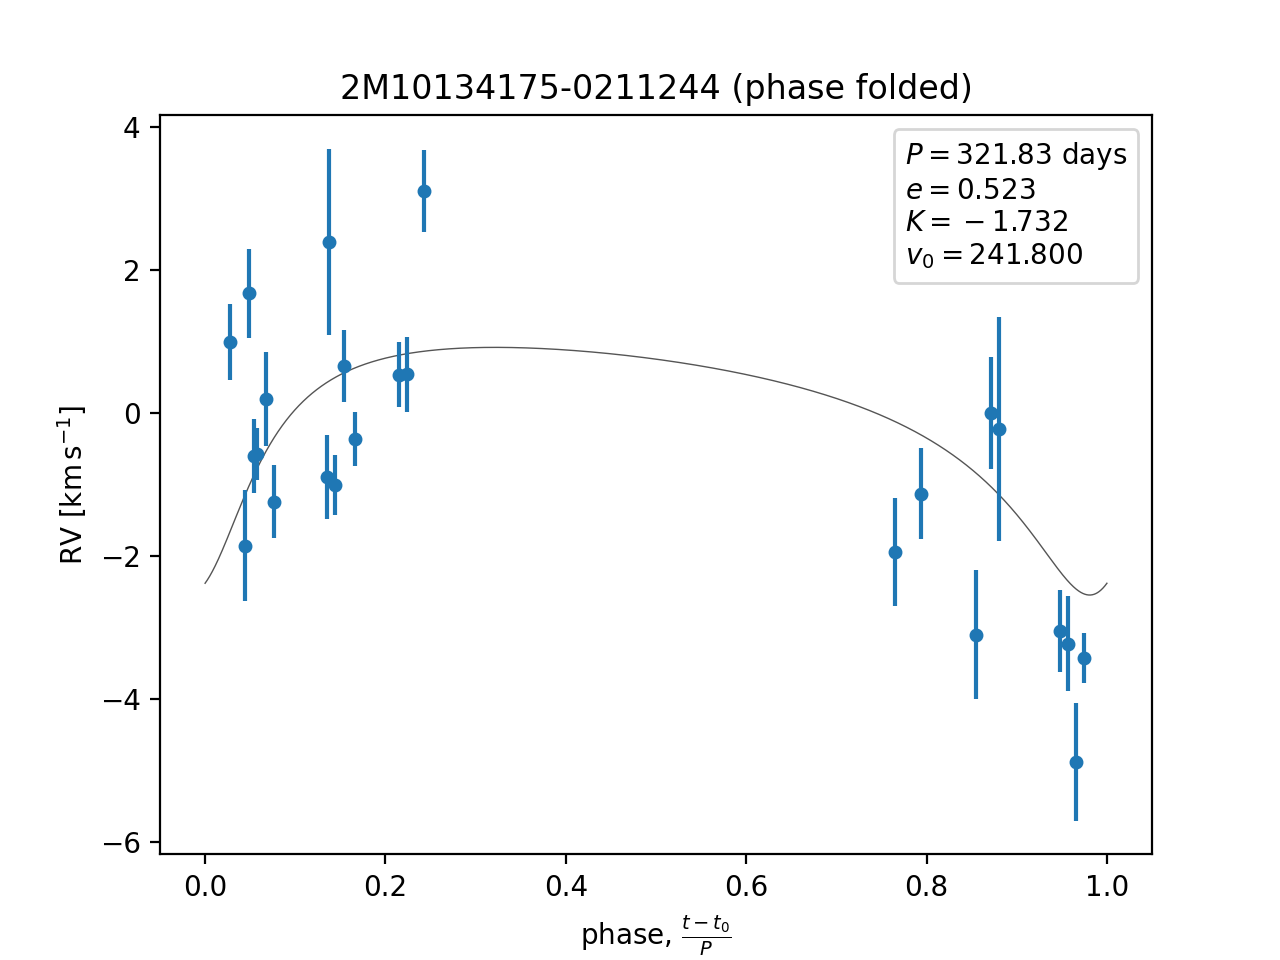 2M10134175-0211244 (phase folded)
P = 321.83 days
e = 0.523
K = −1.732
v₀ = 241.800
RV [km s⁻¹]
4
2
0
−2
−4
−6
0.0 0.2 0.4 0.6 0.8 1.0
phase, (t − t₀)/P